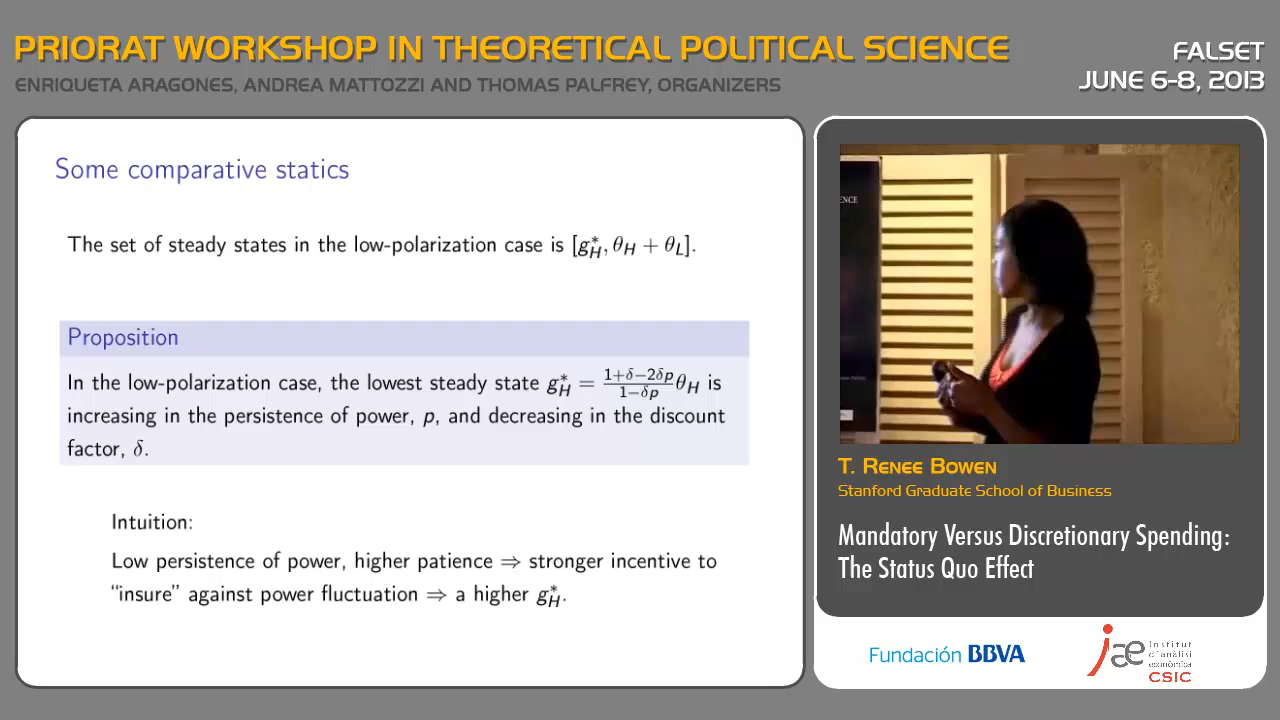 PRIORAT WORKSHOP IN THEORETICAL POLITICAL SCIENCE
ENRIQUETA ARAGONES, ANDREA MATTOZZI AND THOMAS PALFREY, ORGANIZERS
FALSET
JUNE 6-8, 2013
Some comparative statics
The set of steady states in the low-polarization case is [g*_H, θ_H + θ_L].
Proposition
In the low-polarization case, the lowest steady state g*_H = (1+δ−2δp)/(1−δp) θ_H is
increasing in the persistence of power, p, and decreasing in the discount
factor, δ.
Intuition:
Low persistence of power, higher patience ⇒ stronger incentive to
“insure” against power fluctuation ⇒ a higher g*_H.
ENCE
T. RENEE BOWEN
Stanford Graduate School of Business
Mandatory Versus Discretionary Spending:
The Status Quo Effect
Fundación BBVA
iae
Institut
d'anàlisi
econòmica
CSIC